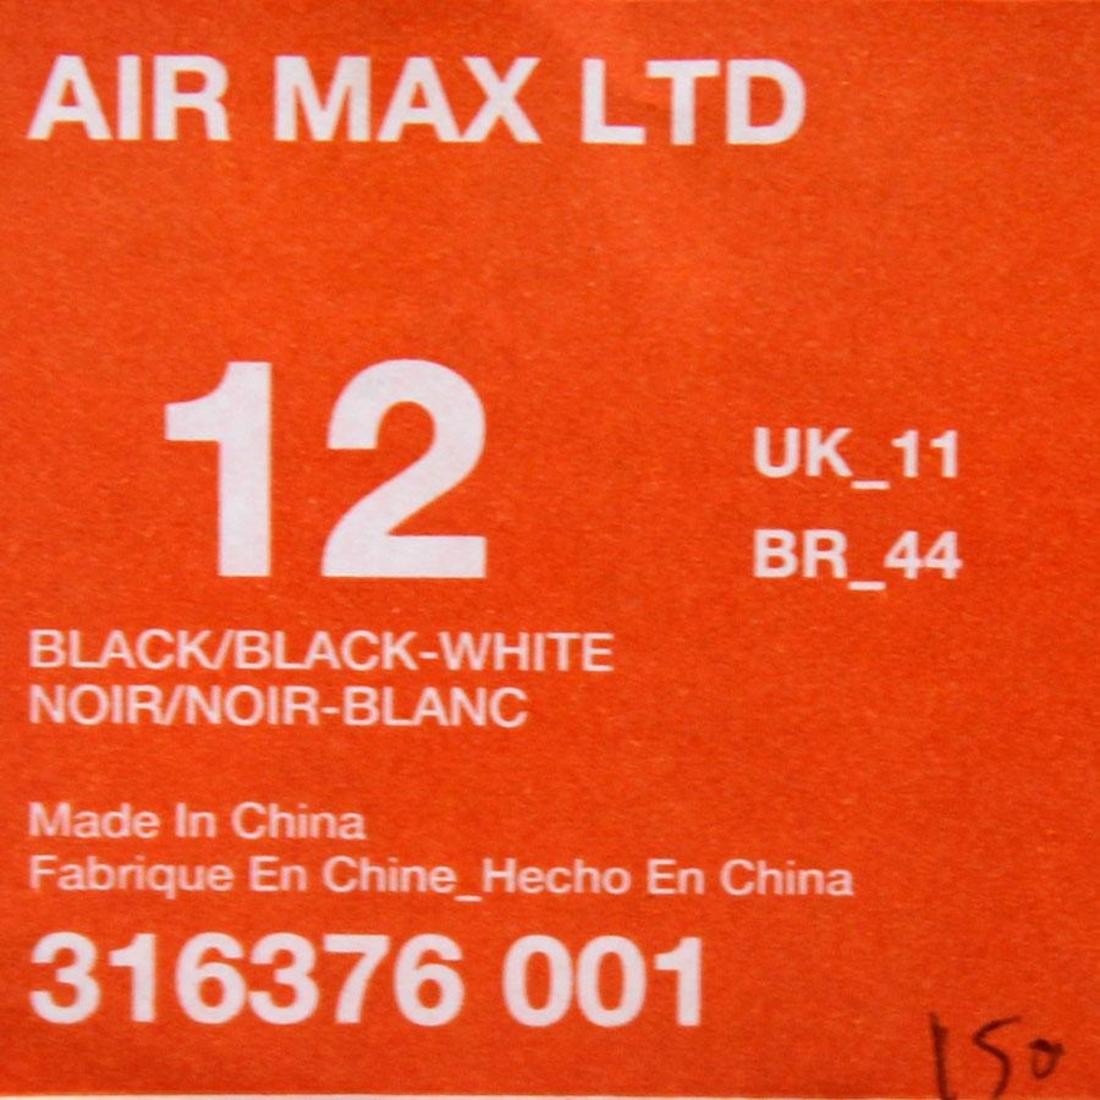 AIR MAX LTD
12
UK_11
BR_44
BLACK/BLACK-WHITE
NOIR/NOIR-BLANC
Made In China
Fabrique En Chine_Hecho En China
316376 001
150